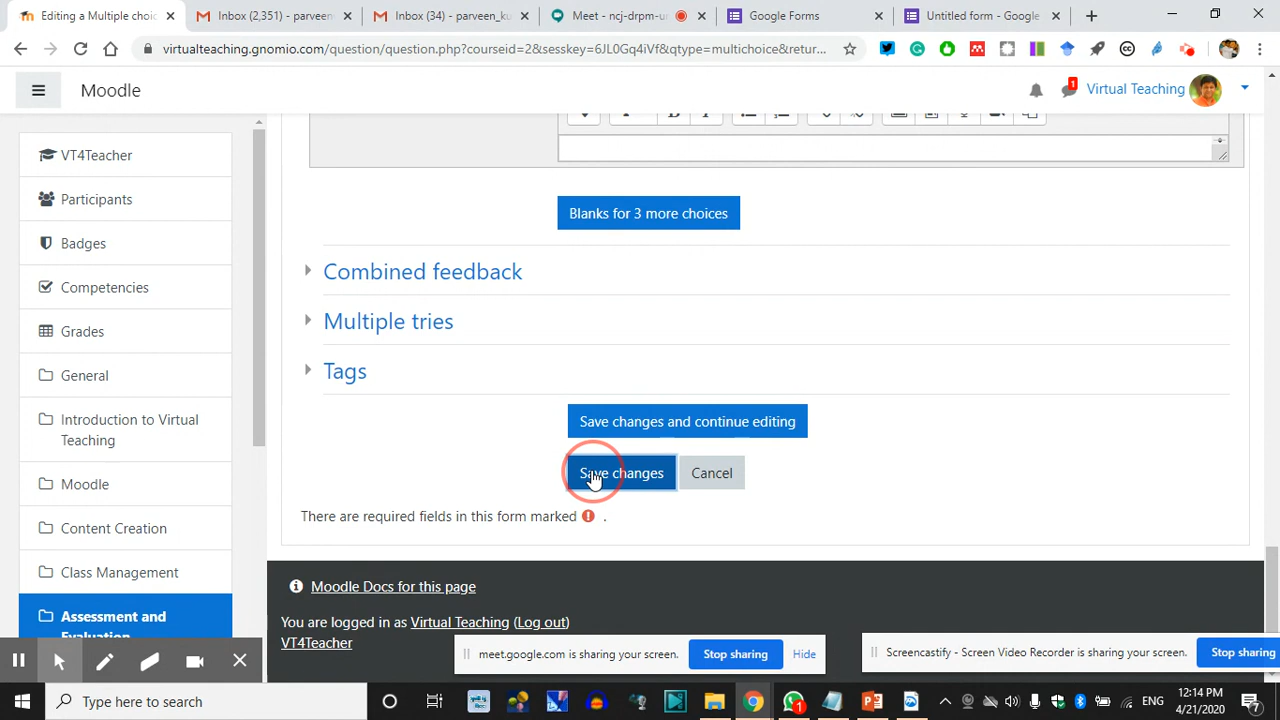 Editing a Multiple choic
Inbox (2,351) - parveen
Inbox (34) - parveen_ku
Meet - ncj-drpm-u
Google Forms
Untitled form - Google
virtualteaching.gnomio.com/question/question.php?courseid=2&sesskey=6JL0Gq4iVf&qtype=multichoice&retur...
Moodle
1
Virtual Teaching
VT4Teacher
Participants
Badges
Competencies
Grades
General
Introduction to Virtual
Teaching
Moodle
Content Creation
Class Management
Assessment and
Evaluation
Blanks for 3 more choices
Combined feedback
Multiple tries
Tags
Save changes and continue editing
Save changes
Cancel
There are required fields in this form marked .
Moodle Docs for this page
You are logged in as Virtual Teaching (Log out)
VT4Teacher
meet.google.com is sharing your screen.
Stop sharing
Hide
Screencastify - Screen Video Recorder is sharing your screen.
Stop sharing
Type here to search
1
ENG
12:14 PM
4/21/2020
7